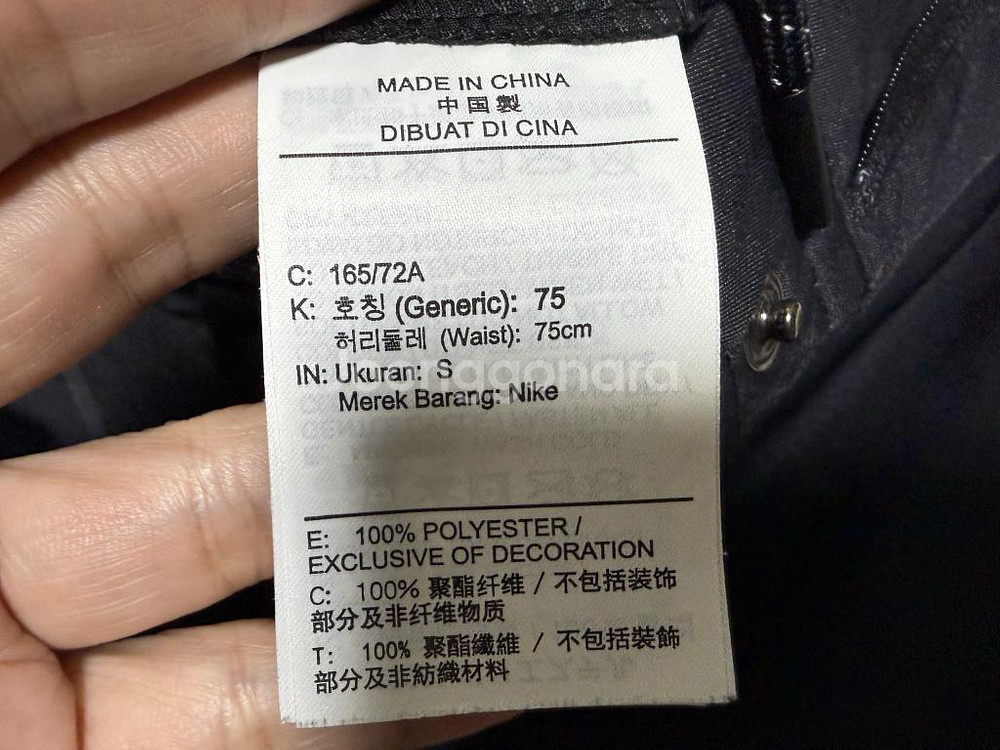 MADE IN CHINA
中国製
DIBUAT DI CINA
C: 165/72A
K: 호칭 (Generic): 75
허리둘레 (Waist): 75cm
IN: Ukuran: S
Merek Barang: Nike
E: 100% POLYESTER /
EXCLUSIVE OF DECORATION
C: 100% 聚酯纤维 / 不包括装饰
部分及非纤维物质
T: 100% 聚酯纖維 / 不包括裝飾
部分及非紡織材料